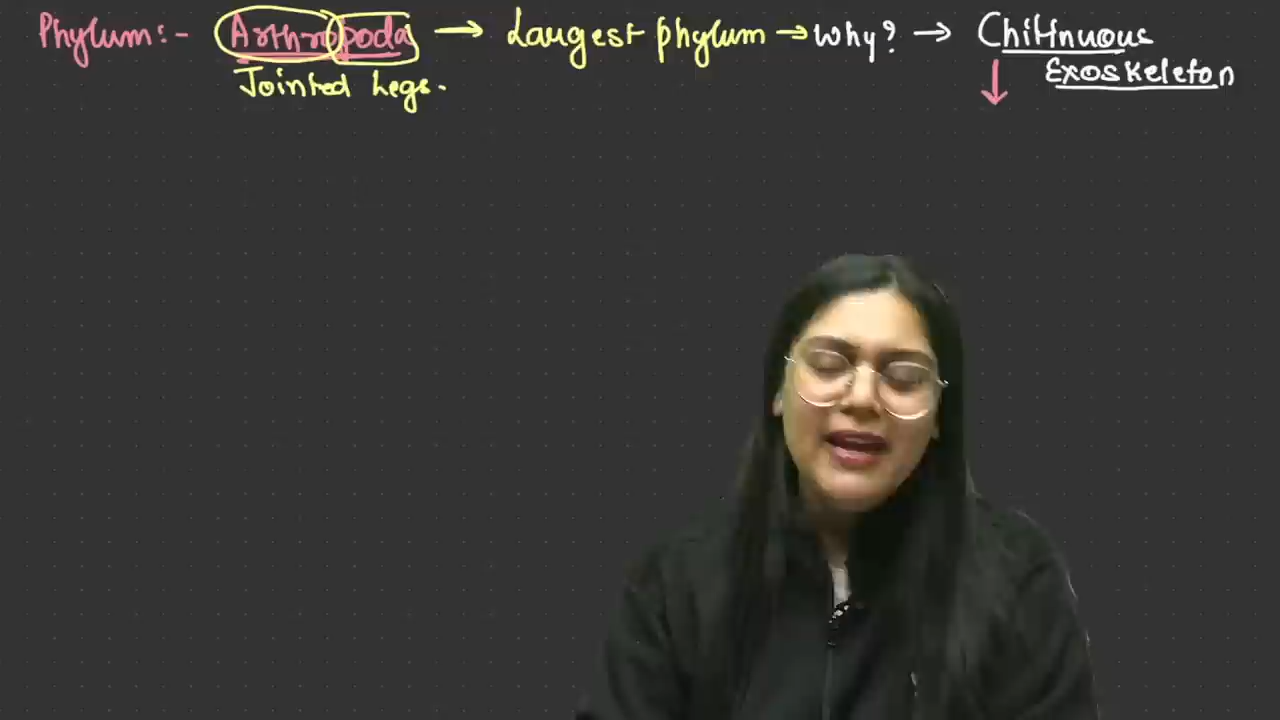 Phylum:- Arthropoda → Largest phylum → Why? → Chitinuous
Exoskeleton
Jointed Legs.